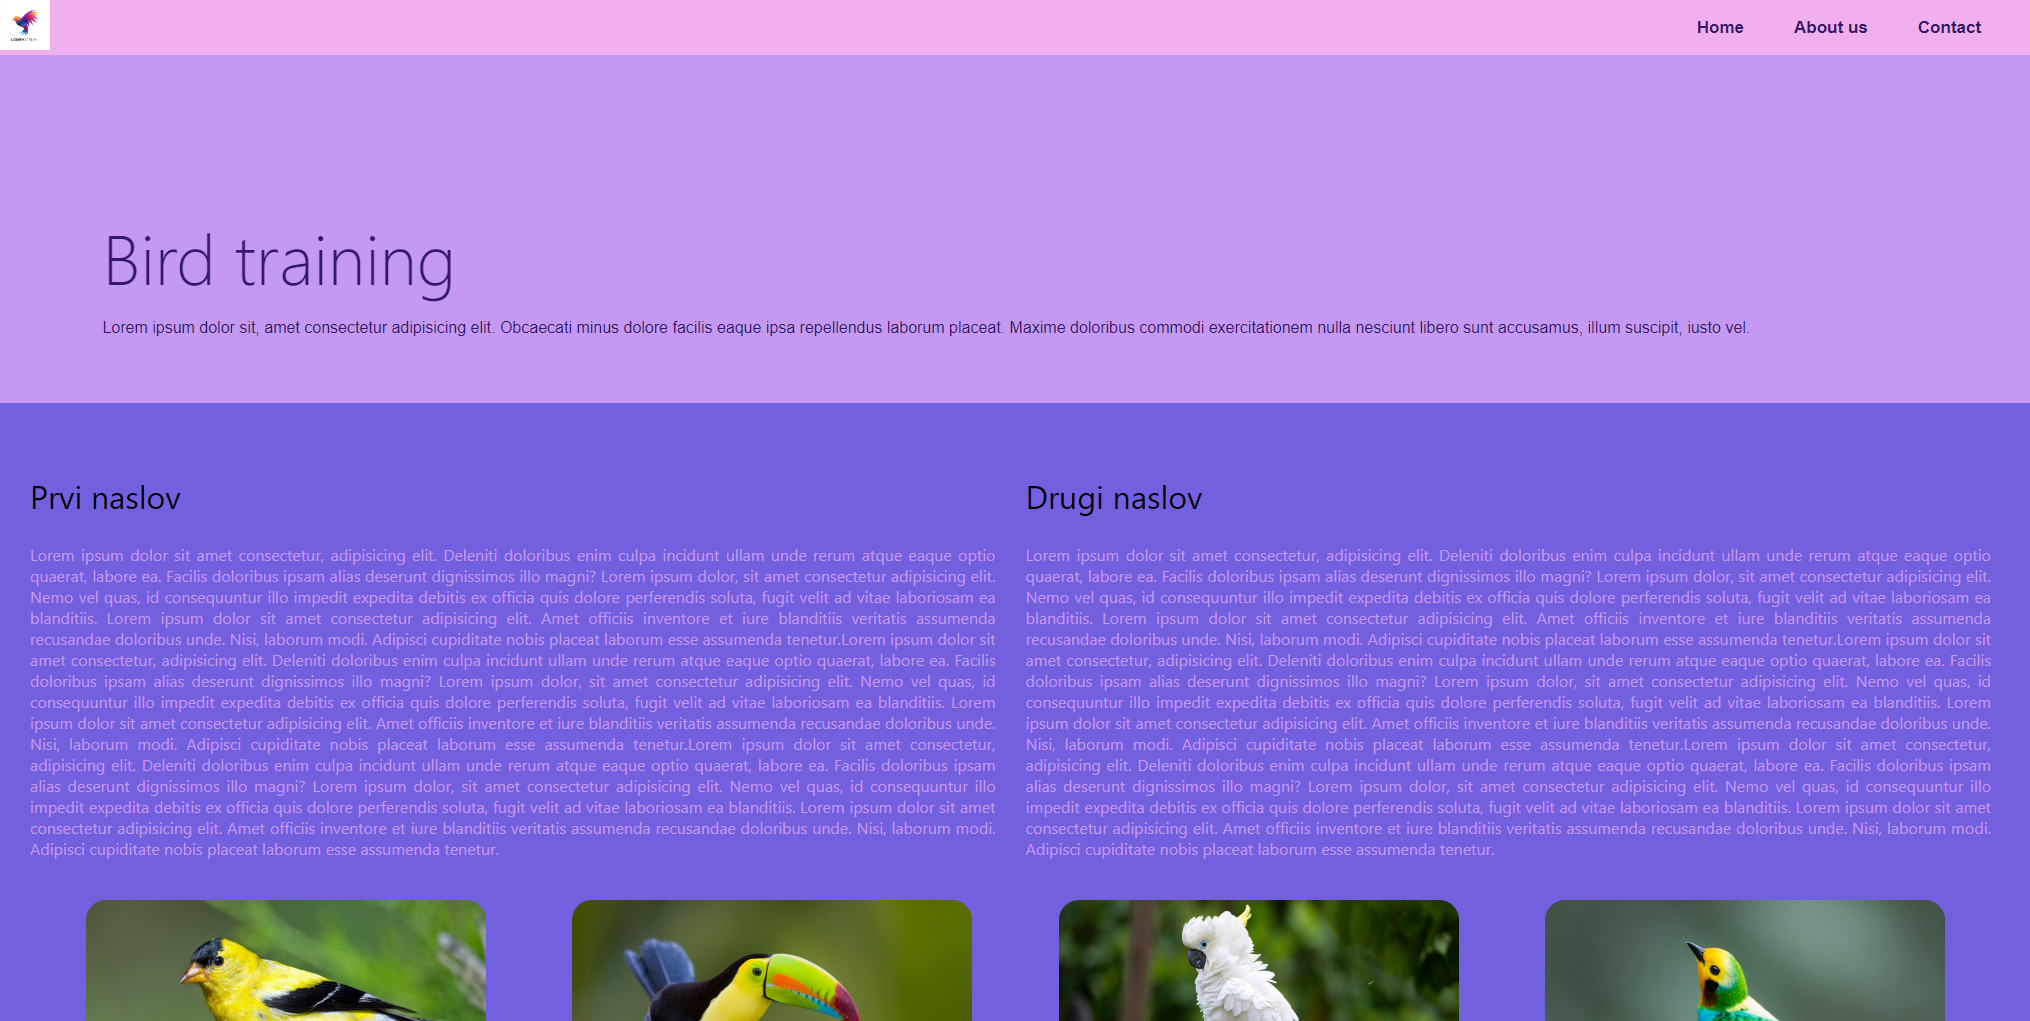 LOREM IPSUM
Home
About us
Contact
Bird training
Lorem ipsum dolor sit, amet consectetur adipisicing elit. Obcaecati minus dolore facilis eaque ipsa repellendus laborum placeat. Maxime doloribus commodi exercitationem nulla nesciunt libero sunt accusamus, illum suscipit, iusto vel.
Prvi naslov
Lorem ipsum dolor sit amet consectetur, adipisicing elit. Deleniti doloribus enim culpa incidunt ullam unde rerum atque eaque optio
quaerat, labore ea. Facilis doloribus ipsam alias deserunt dignissimos illo magni? Lorem ipsum dolor, sit amet consectetur adipisicing elit.
Nemo vel quas, id consequuntur illo impedit expedita debitis ex officia quis dolore perferendis soluta, fugit velit ad vitae laboriosam ea
blanditiis. Lorem ipsum dolor sit amet consectetur adipisicing elit. Amet officiis inventore et iure blanditiis veritatis assumenda
recusandae doloribus unde. Nisi, laborum modi. Adipisci cupiditate nobis placeat laborum esse assumenda tenetur.Lorem ipsum dolor sit
amet consectetur, adipisicing elit. Deleniti doloribus enim culpa incidunt ullam unde rerum atque eaque optio quaerat, labore ea. Facilis
doloribus ipsam alias deserunt dignissimos illo magni? Lorem ipsum dolor, sit amet consectetur adipisicing elit. Nemo vel quas, id
consequuntur illo impedit expedita debitis ex officia quis dolore perferendis soluta, fugit velit ad vitae laboriosam ea blanditiis. Lorem
ipsum dolor sit amet consectetur adipisicing elit. Amet officiis inventore et iure blanditiis veritatis assumenda recusandae doloribus unde.
Nisi, laborum modi. Adipisci cupiditate nobis placeat laborum esse assumenda tenetur.Lorem ipsum dolor sit amet consectetur,
adipisicing elit. Deleniti doloribus enim culpa incidunt ullam unde rerum atque eaque optio quaerat, labore ea. Facilis doloribus ipsam
alias deserunt dignissimos illo magni? Lorem ipsum dolor, sit amet consectetur adipisicing elit. Nemo vel quas, id consequuntur illo
impedit expedita debitis ex officia quis dolore perferendis soluta, fugit velit ad vitae laboriosam ea blanditiis. Lorem ipsum dolor sit amet
consectetur adipisicing elit. Amet officiis inventore et iure blanditiis veritatis assumenda recusandae doloribus unde. Nisi, laborum modi.
Adipisci cupiditate nobis placeat laborum esse assumenda tenetur.
Drugi naslov
Lorem ipsum dolor sit amet consectetur, adipisicing elit. Deleniti doloribus enim culpa incidunt ullam unde rerum atque eaque optio
quaerat, labore ea. Facilis doloribus ipsam alias deserunt dignissimos illo magni? Lorem ipsum dolor, sit amet consectetur adipisicing elit.
Nemo vel quas, id consequuntur illo impedit expedita debitis ex officia quis dolore perferendis soluta, fugit velit ad vitae laboriosam ea
blanditiis. Lorem ipsum dolor sit amet consectetur adipisicing elit. Amet officiis inventore et iure blanditiis veritatis assumenda
recusandae doloribus unde. Nisi, laborum modi. Adipisci cupiditate nobis placeat laborum esse assumenda tenetur.Lorem ipsum dolor sit
amet consectetur, adipisicing elit. Deleniti doloribus enim culpa incidunt ullam unde rerum atque eaque optio quaerat, labore ea. Facilis
doloribus ipsam alias deserunt dignissimos illo magni? Lorem ipsum dolor, sit amet consectetur adipisicing elit. Nemo vel quas, id
consequuntur illo impedit expedita debitis ex officia quis dolore perferendis soluta, fugit velit ad vitae laboriosam ea blanditiis. Lorem
ipsum dolor sit amet consectetur adipisicing elit. Amet officiis inventore et iure blanditiis veritatis assumenda recusandae doloribus unde.
Nisi, laborum modi. Adipisci cupiditate nobis placeat laborum esse assumenda tenetur.Lorem ipsum dolor sit amet consectetur,
adipisicing elit. Deleniti doloribus enim culpa incidunt ullam unde rerum atque eaque optio quaerat, labore ea. Facilis doloribus ipsam
alias deserunt dignissimos illo magni? Lorem ipsum dolor, sit amet consectetur adipisicing elit. Nemo vel quas, id consequuntur illo
impedit expedita debitis ex officia quis dolore perferendis soluta, fugit velit ad vitae laboriosam ea blanditiis. Lorem ipsum dolor sit amet
consectetur adipisicing elit. Amet officiis inventore et iure blanditiis veritatis assumenda recusandae doloribus unde. Nisi, laborum modi.
Adipisci cupiditate nobis placeat laborum esse assumenda tenetur.